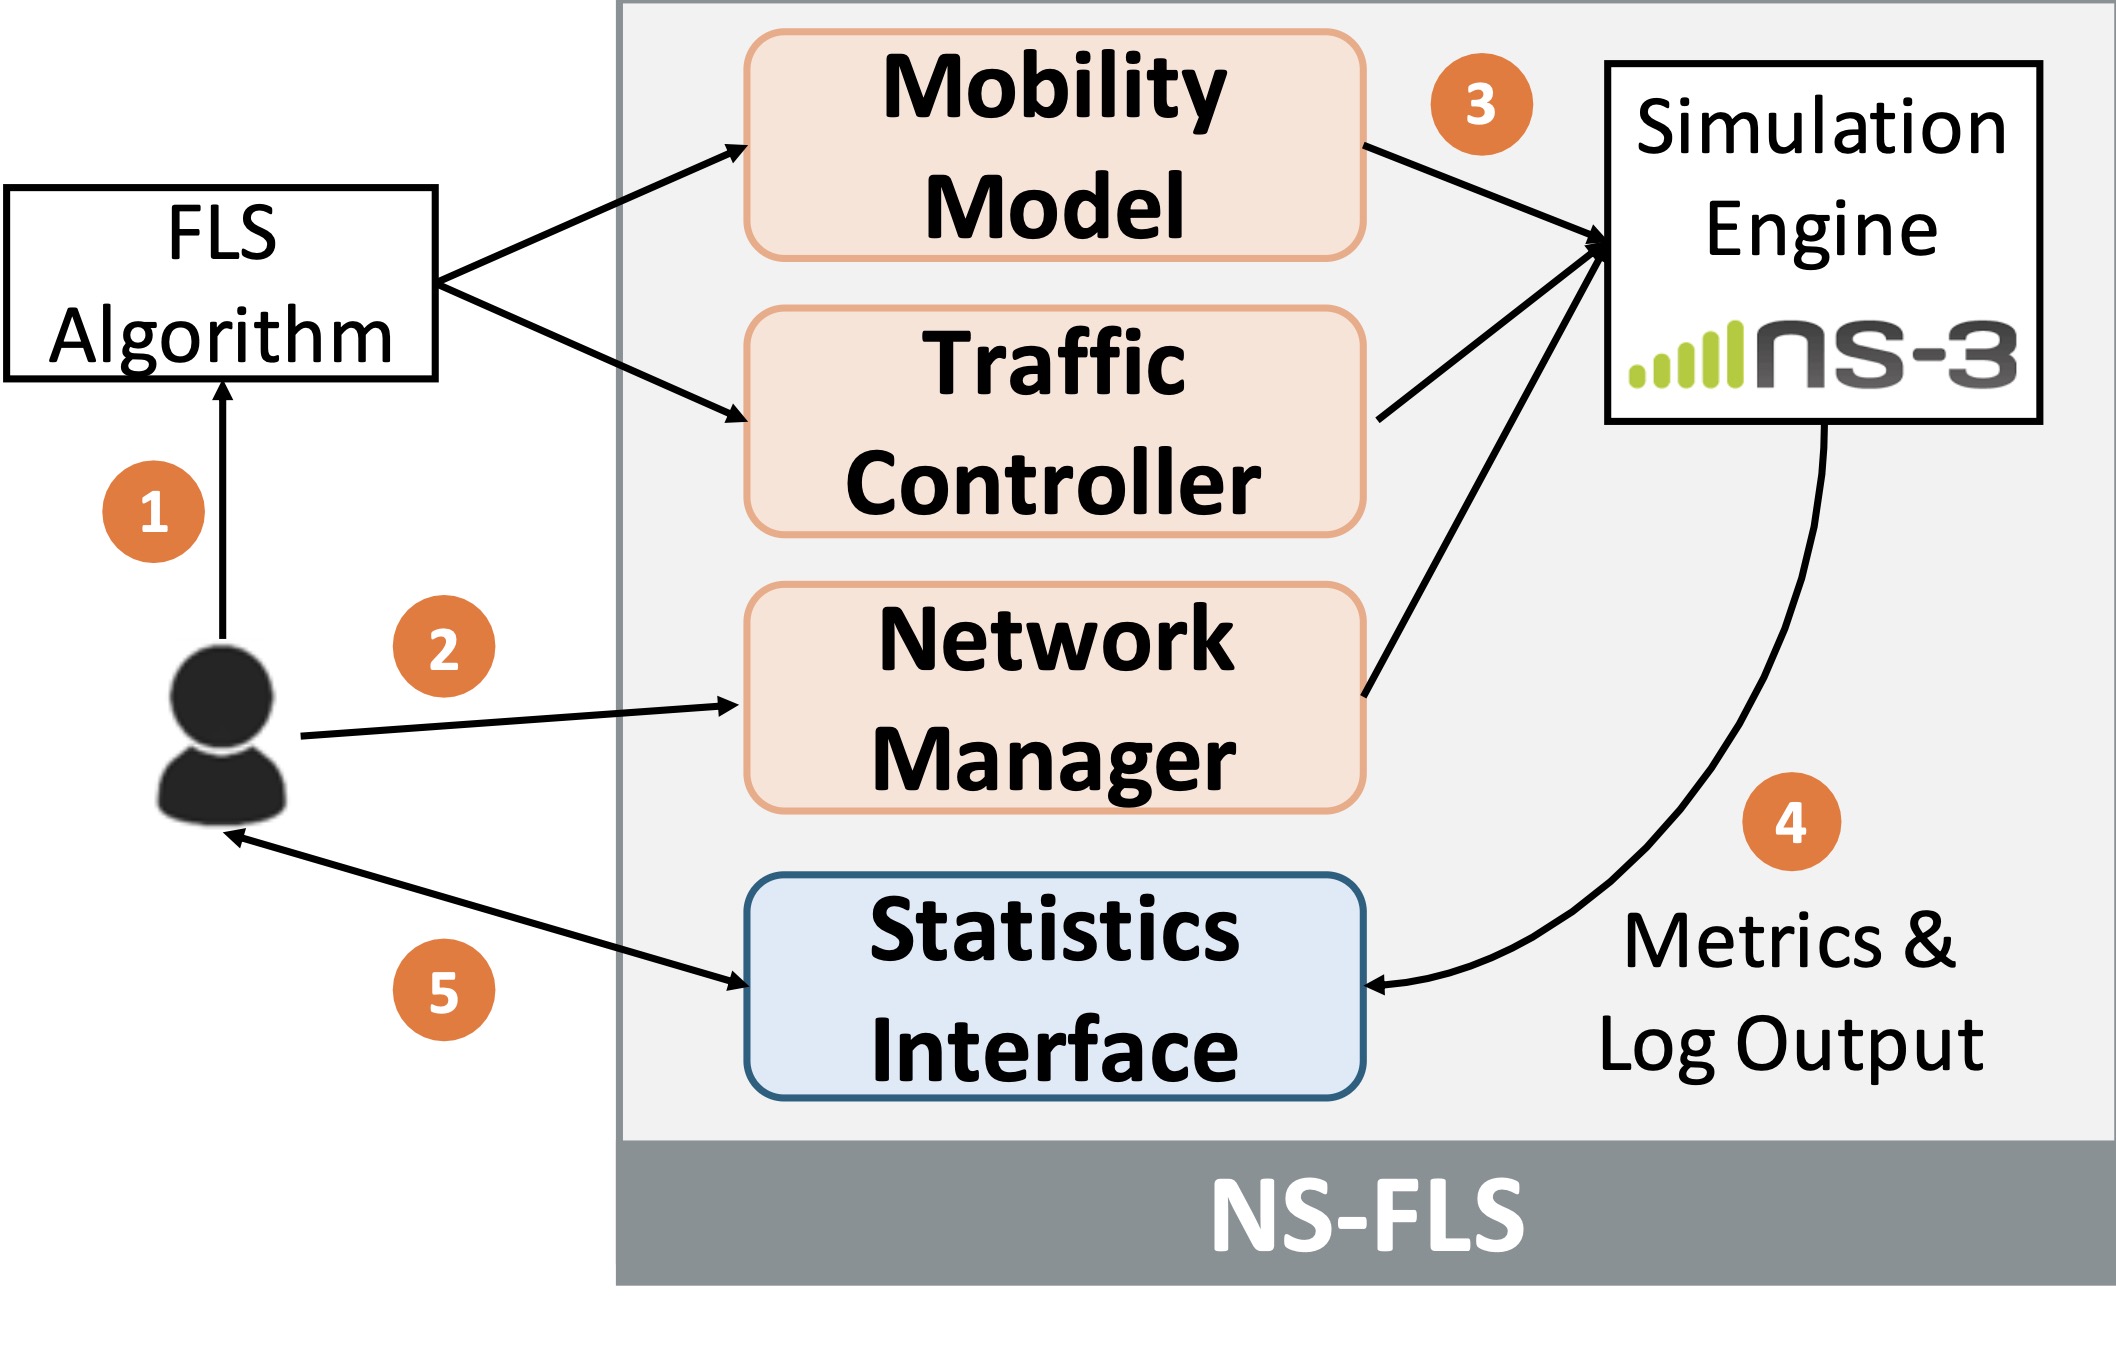 Mobility
Model
3
Simulation
Engine
ns-3
FLS
Algorithm
Traffic
Controller
1
2
Network
Manager
4
Metrics &
Log Output
Statistics
Interface
5
NS-FLS